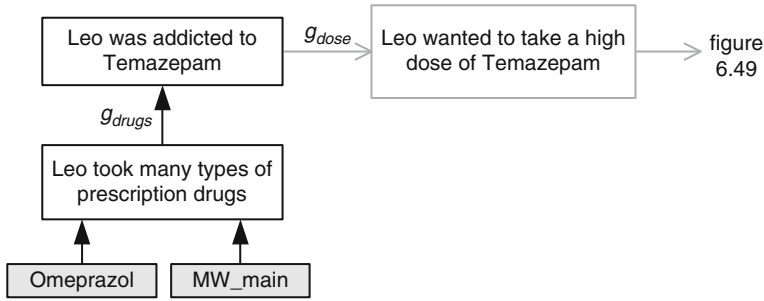 Leo was addicted to
Temazepam
g_dose
Leo wanted to take a high
dose of Temazepam
figure
6.49
g_drugs
Leo took many types of
prescription drugs
Omeprazol
MW_main